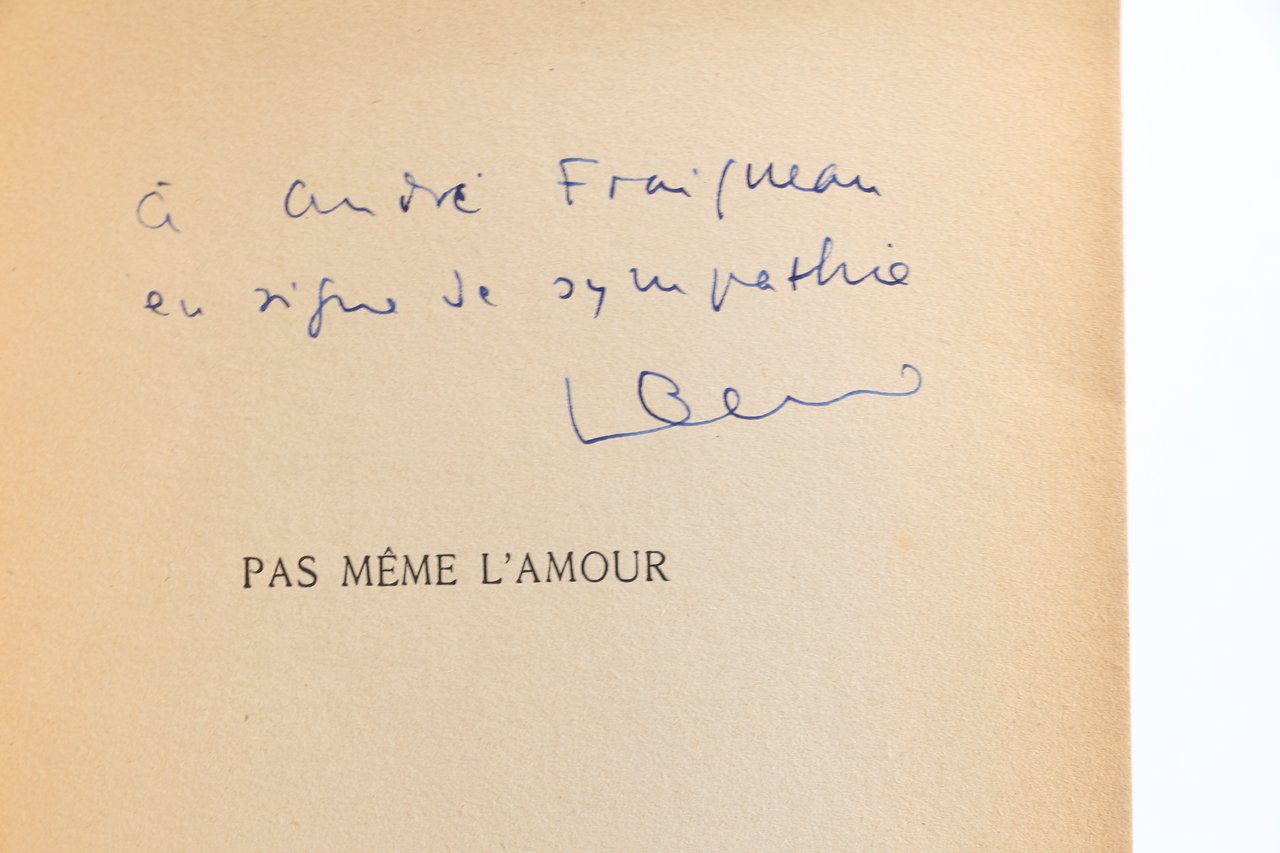 à André Fraigneau
en signe de sympathie
PAS MÊME L'AMOUR